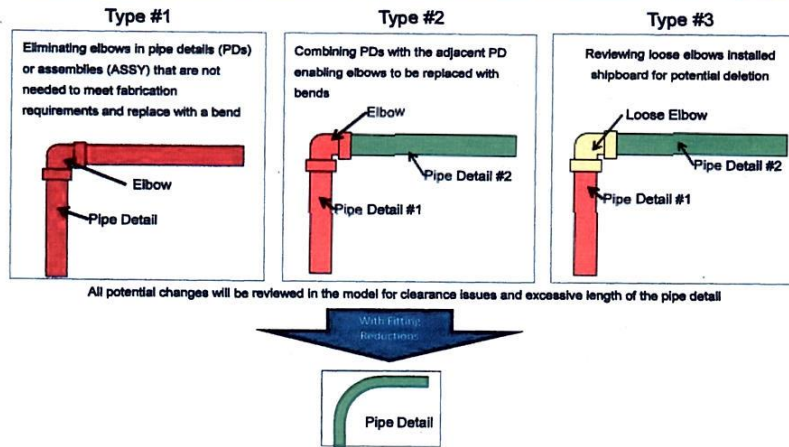 Type #1
Eliminating elbows in pipe details (PDs)
or assemblies (ASSY) that are not
needed to meet fabrication
requirements and replace with a bend
Elbow
Pipe Detail
Type #2
Combining PDs with the adjacent PD
enabling elbows to be replaced with
bends
Elbow
Pipe Detail #2
Pipe Detail #1
Type #3
Reviewing loose elbows installed
shipboard for potential deletion
Loose Elbow
Pipe Detail #2
Pipe Detail #1
All potential changes will be reviewed in the model for clearance issues and excessive length of the pipe detail
With Fitting
Reductions
Pipe Detail